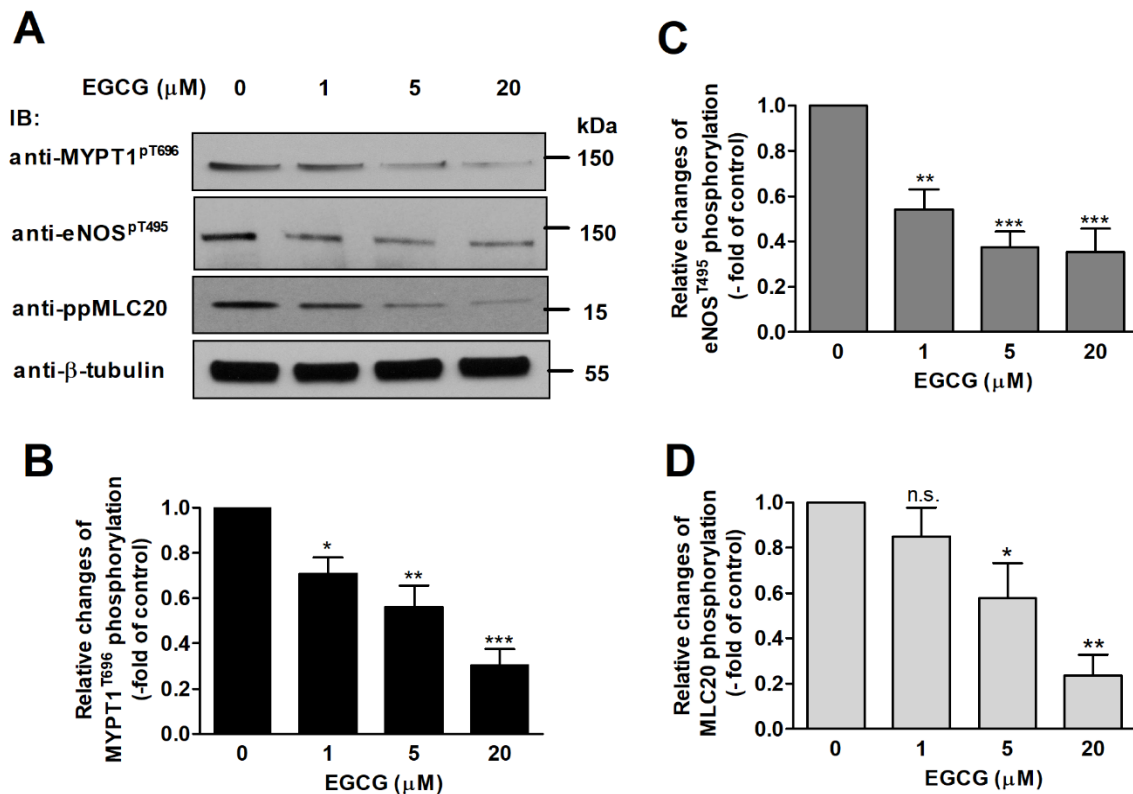 A
EGCG (μM) 0 1 5 20
IB:
kDa
anti-MYPT1pT696 150
anti-eNOSpT495 150
anti-ppMLC20 15
anti-β-tubulin 55
B
Relative changes of
MYPT1T696 phosphorylation
(-fold of control)
1.0
0.8
0.6
0.4
0.2
0.0
*
**
***
0 1 5 20
EGCG (μM)
C
Relative changes of
eNOST495 phosphorylation
(- fold of control)
1.0
0.8
0.6
0.4
0.2
0.0
**
***
***
0 1 5 20
EGCG (μM)
D
Relative changes of
MLC20 phosphorylation
(- fold of control)
1.0
0.8
0.6
0.4
0.2
0.0
n.s.
*
**
0 1 5 20
EGCG (μM)